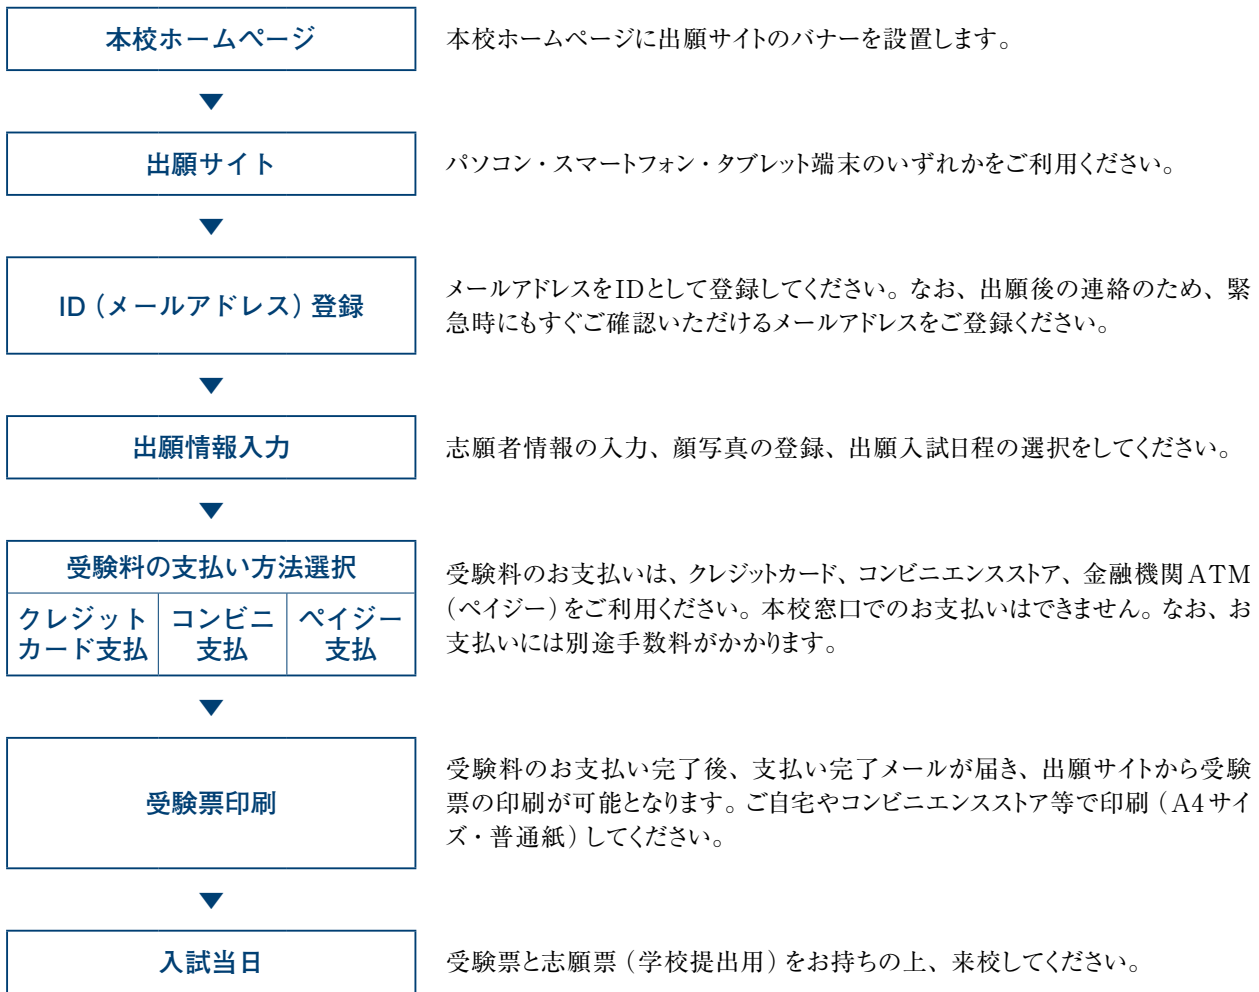 本校ホームページ
本校ホームページに出願サイトのバナーを設置します。
▼
出願サイト
パソコン・スマートフォン・タブレット端末のいずれかをご利用ください。
▼
ID（メールアドレス）登録
メールアドレスをIDとして登録してください。なお、出願後の連絡のため、緊
急時にもすぐご確認いただけるメールアドレスをご登録ください。
▼
出願情報入力
志願者情報の入力、顔写真の登録、出願入試日程の選択をしてください。
▼
受験料の支払い方法選択
クレジット
カード支払
コンビニ
支払
ペイジー
支払
受験料のお支払いは、クレジットカード、コンビニエンスストア、金融機関ATM
（ペイジー）をご利用ください。本校窓口でのお支払いはできません。なお、お
支払いには別途手数料がかかります。
▼
受験票印刷
受験料のお支払い完了後、支払い完了メールが届き、出願サイトから受験
票の印刷が可能となります。ご自宅やコンビニエンスストア等で印刷（A4サイ
ズ・普通紙）してください。
▼
入試当日
受験票と志願票（学校提出用）をお持ちの上、来校してください。